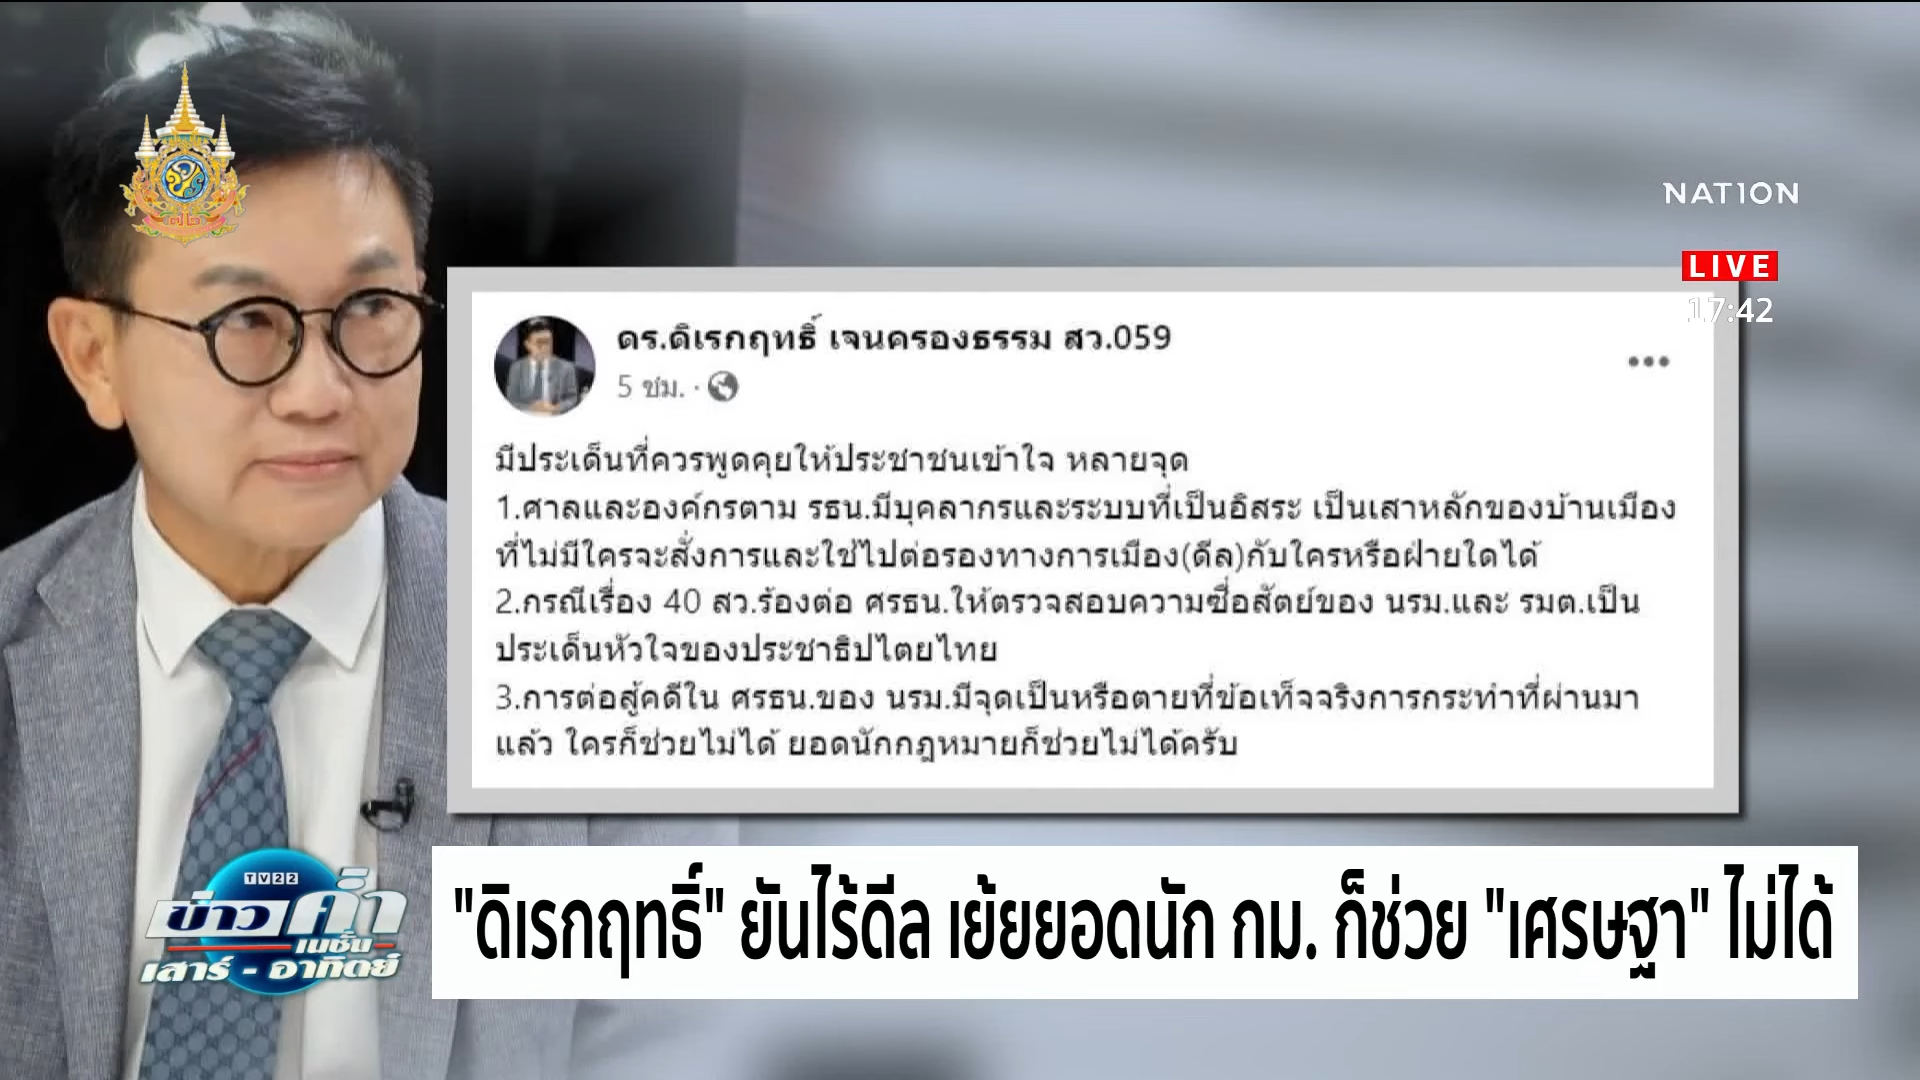 NATION
LIVE
17:42
ดร.ดิเรกฤทธิ์ เจนครองธรรม สว.059
5 ชม. ·
มีประเด็นที่ควรพูดคุยให้ประชาชนเข้าใจ หลายจุด
1.ศาลและองค์กรตาม รธน.มีบุคลากรและระบบที่เป็นอิสระ เป็นเสาหลักของบ้านเมือง
ที่ไม่มีใครจะสั่งการและใช้ไปต่อรองทางการเมือง(ดีล)กับใครหรือฝ่ายใดได้
2.กรณีเรื่อง 40 สว.ร้องต่อ ศรธน.ให้ตรวจสอบความซื่อสัตย์ของ นรม.และ รมต.เป็น
ประเด็นหัวใจของประชาธิปไตยไทย
3.การต่อสู้คดีใน ศรธน.ของ นรม.มีจุดเป็นหรือตายที่ข้อเท็จจริงการกระทำที่ผ่านมา
แล้ว ใครก็ช่วยไม่ได้ ยอดนักกฎหมายก็ช่วยไม่ได้ครับ
TV22
ข่าวค่ำ
เนชั่น
เสาร์ - อาทิตย์
"ดิเรกฤทธิ์" ยันไร้ดีล เย้ยยอดนัก กม. ก็ช่วย "เศรษฐา" ไม่ได้